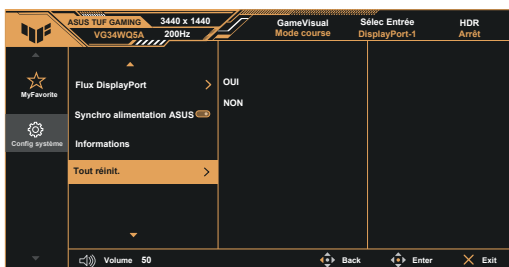 ASUS TUF GAMING 3440 x 1440 GameVisual Sélec Entrée HDR
VG34WQ5A 200Hz Mode course DisplayPort-1 Arrêt
MyFavorite
Flux DisplayPort OUI
NON
Synchro alimentation ASUS
Config système
Informations
Tout réinit.
Volume 50 Back Enter Exit